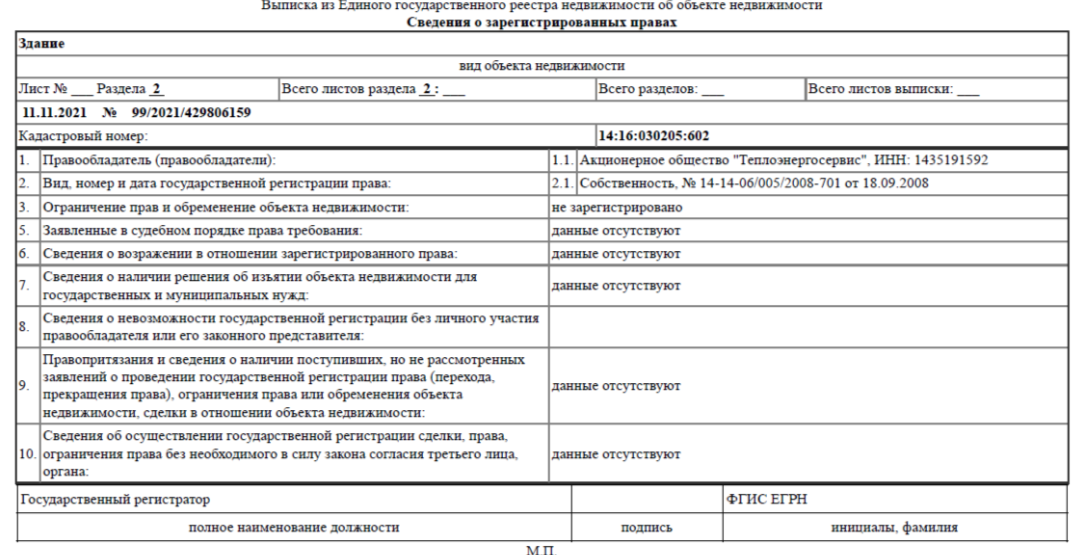 Выписка из Единого государственного реестра недвижимости об объекте недвижимости
Сведения о зарегистрированных правах
Здание
вид объекта недвижимости
Лист № ___ Раздела 2 Всего листов раздела 2 : ___ Всего разделов: ___ Всего листов выписки: ___
11.11.2021 № 99/2021/429806159
Кадастровый номер: 14:16:030205:602
1. Правообладатель (правообладатели): 1.1. Акционерное общество "Теплоэнергосервис", ИНН: 1435191592
2. Вид, номер и дата государственной регистрации права: 2.1. Собственность, № 14-14-06/005/2008-701 от 18.09.2008
3. Ограничение прав и обременение объекта недвижимости: не зарегистрировано
5. Заявленные в судебном порядке права требования: данные отсутствуют
6. Сведения о возражении в отношении зарегистрированного права: данные отсутствуют
7. Сведения о наличии решения об изъятии объекта недвижимости для
государственных и муниципальных нужд: данные отсутствуют
8. Сведения о невозможности государственной регистрации без личного участия
правообладателя или его законного представителя:
9. Правопритязания и сведения о наличии поступивших, но не рассмотренных
заявлений о проведении государственной регистрации права (перехода,
прекращения права), ограничения права или обременения объекта
недвижимости, сделки в отношении объекта недвижимости: данные отсутствуют
10. Сведения об осуществлении государственной регистрации сделки, права,
ограничения права без необходимого в силу закона согласия третьего лица,
органа: данные отсутствуют
Государственный регистратор ФГИС ЕГРН
полное наименование должности подпись инициалы, фамилия
М.П.